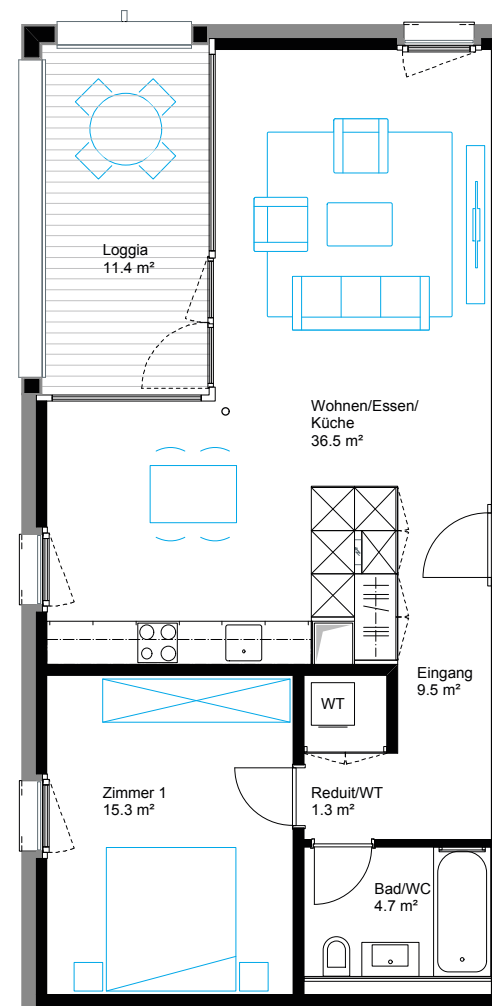 Loggia
11.4 m²
Wohnen/Essen/
Küche
36.5 m²
Eingang
9.5 m²
WT
Zimmer 1
15.3 m²
Reduit/WT
1.3 m²
Bad/WC
4.7 m²